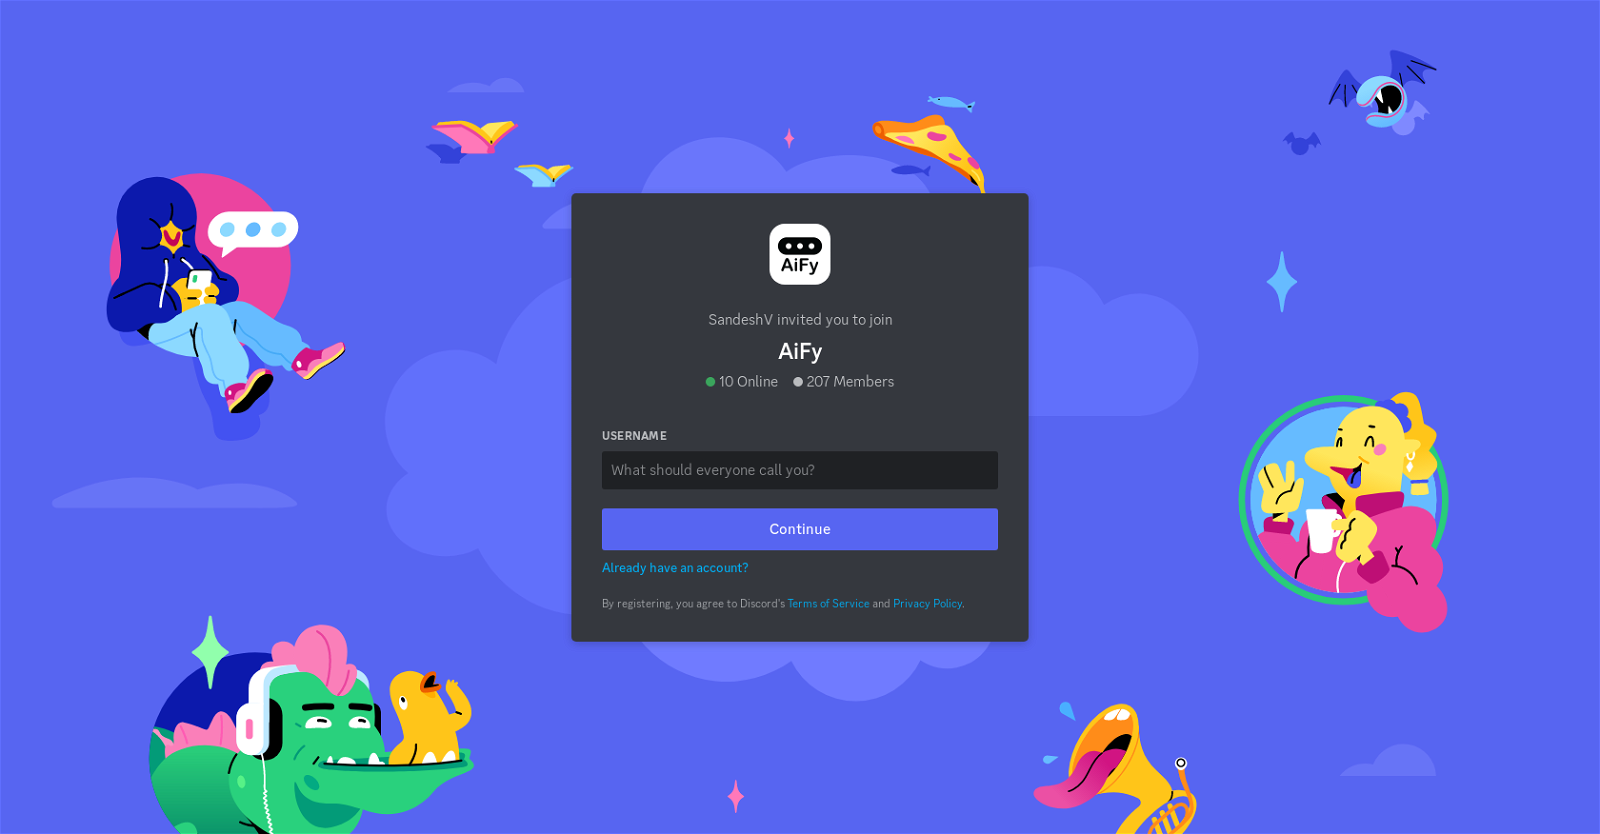 AiFy
SandeshV invited you to join
AiFy
10 Online 207 Members
USERNAME
What should everyone call you?
Continue
Already have an account?
By registering, you agree to Discord's Terms of Service and Privacy Policy.